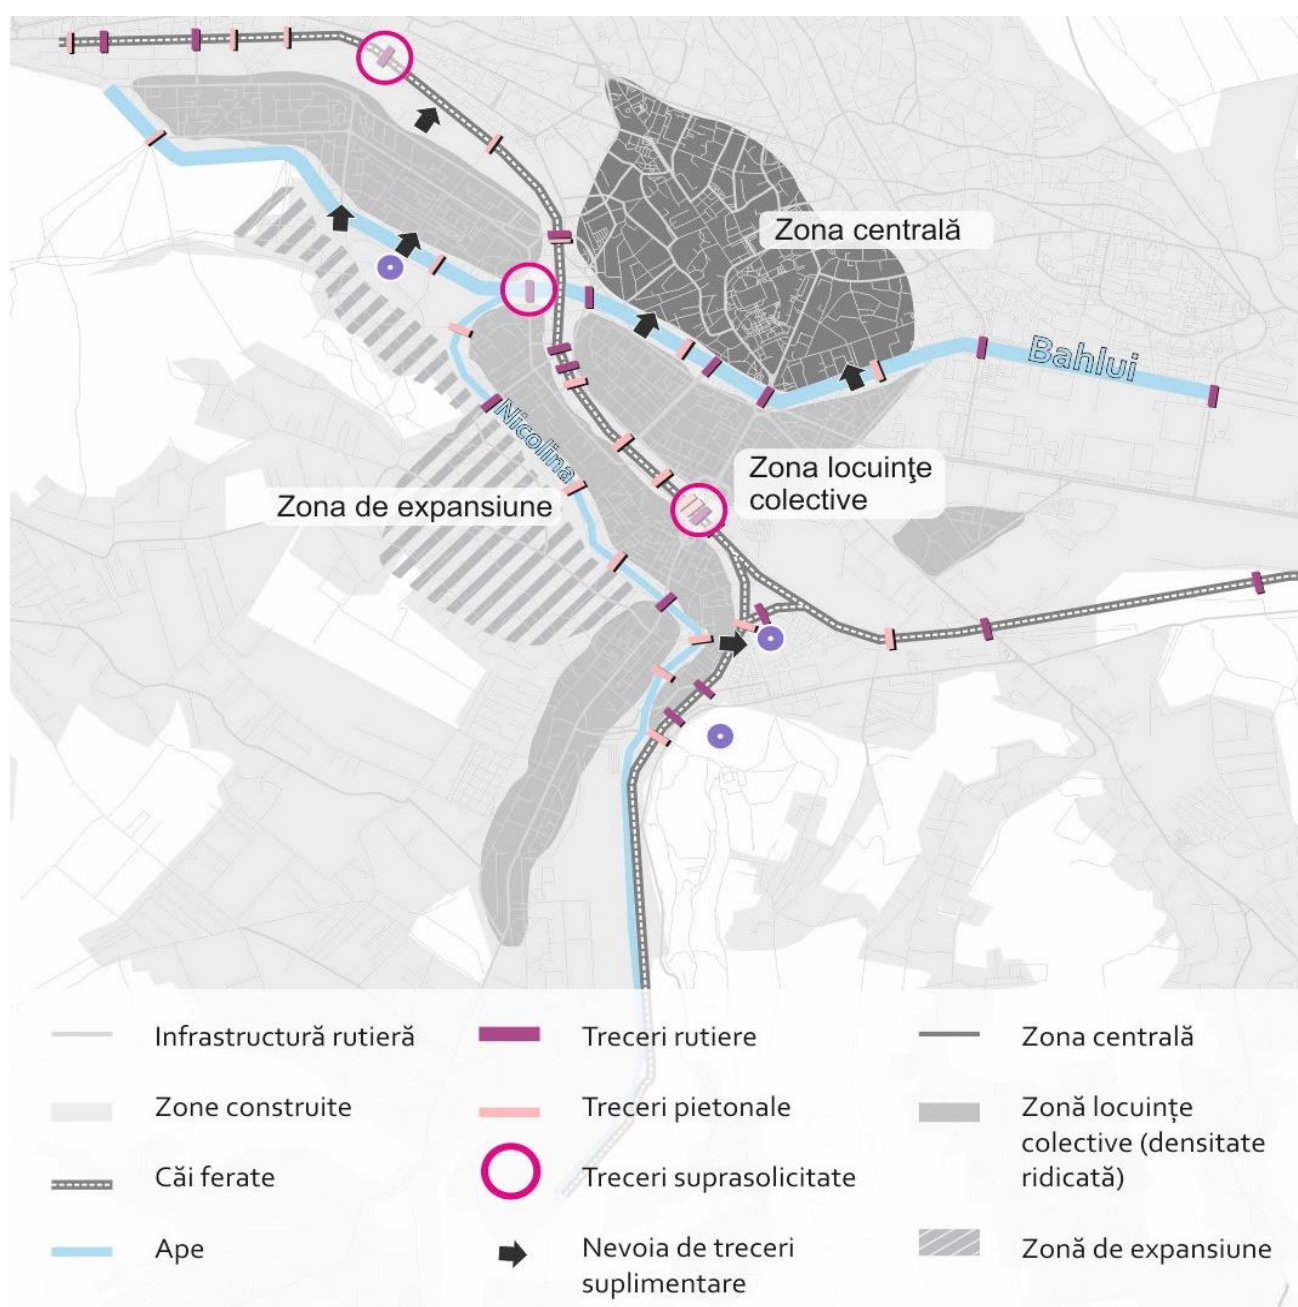 Zona centrală
Bahlui
Nicolina
Zona locuinţe
colective
Zona de expansiune
Infrastructură rutieră
Zone construite
Căi ferate
Ape
Treceri rutiere
Treceri pietonale
Treceri suprasolicitate
Nevoia de treceri
suplimentare
Zona centrală
Zonă locuințe
colective (densitate
ridicată)
Zonă de expansiune